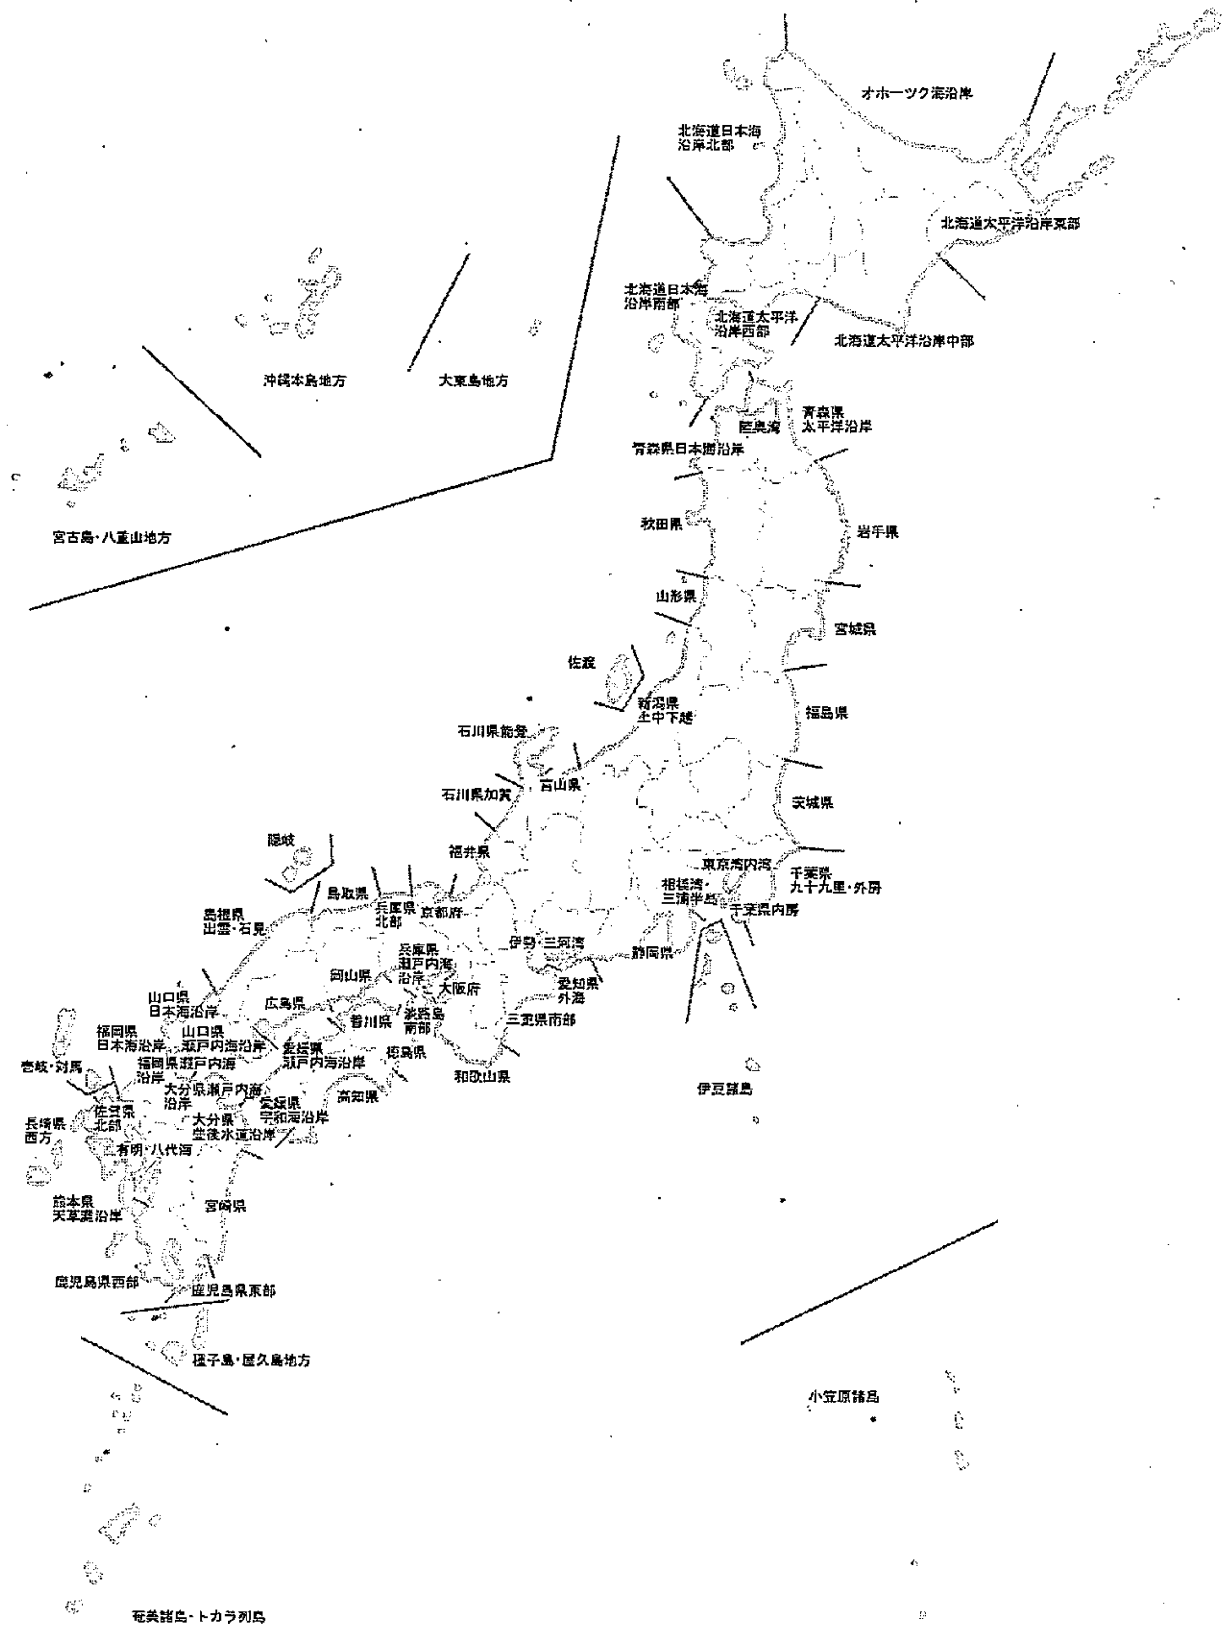 オホーツク海沿岸
北海道日本海
沿岸北部
北海道太平洋沿岸東部
北海道日本海
沿岸南部
北海道太平洋
沿岸西部
北海道太平洋沿岸中部
沖縄本島地方
大東島地方
青森県
太平洋沿岸
陸奥湾
青森県日本海沿岸
宮古島・八重山地方
秋田県
岩手県
山形県
宮城県
佐渡
新潟県
上中下越
福島県
石川県能登
富山県
石川県加賀
茨城県
隠岐
福井県
東京湾内湾
千葉県
九十九里・外房
相模湾・
三浦半島
千葉県内房
鳥取県
兵庫県
北部
京都府
島根県
出雲・石見
伊勢・三河湾
静岡県
兵庫県
瀬戸内海
沿岸
岡山県
大阪府
愛知県
外海
山口県
日本海沿岸
広島県
香川県
淡路島
南部
三重県南部
福岡県
日本海沿岸
山口県
瀬戸内海沿岸
愛媛県
瀬戸内海沿岸
徳島県
壱岐・対馬
福岡県瀬戸内海
沿岸
和歌山県
大分県瀬戸内海
沿岸
高知県
伊豆諸島
佐賀県
北部
愛媛県
宇和海沿岸
長崎県
西方
大分県
豊後水道沿岸
有明・八代海
熊本県
天草灘沿岸
宮崎県
鹿児島県西部
鹿児島県東部
種子島・屋久島地方
小笠原諸島
奄美諸島・トカラ列島